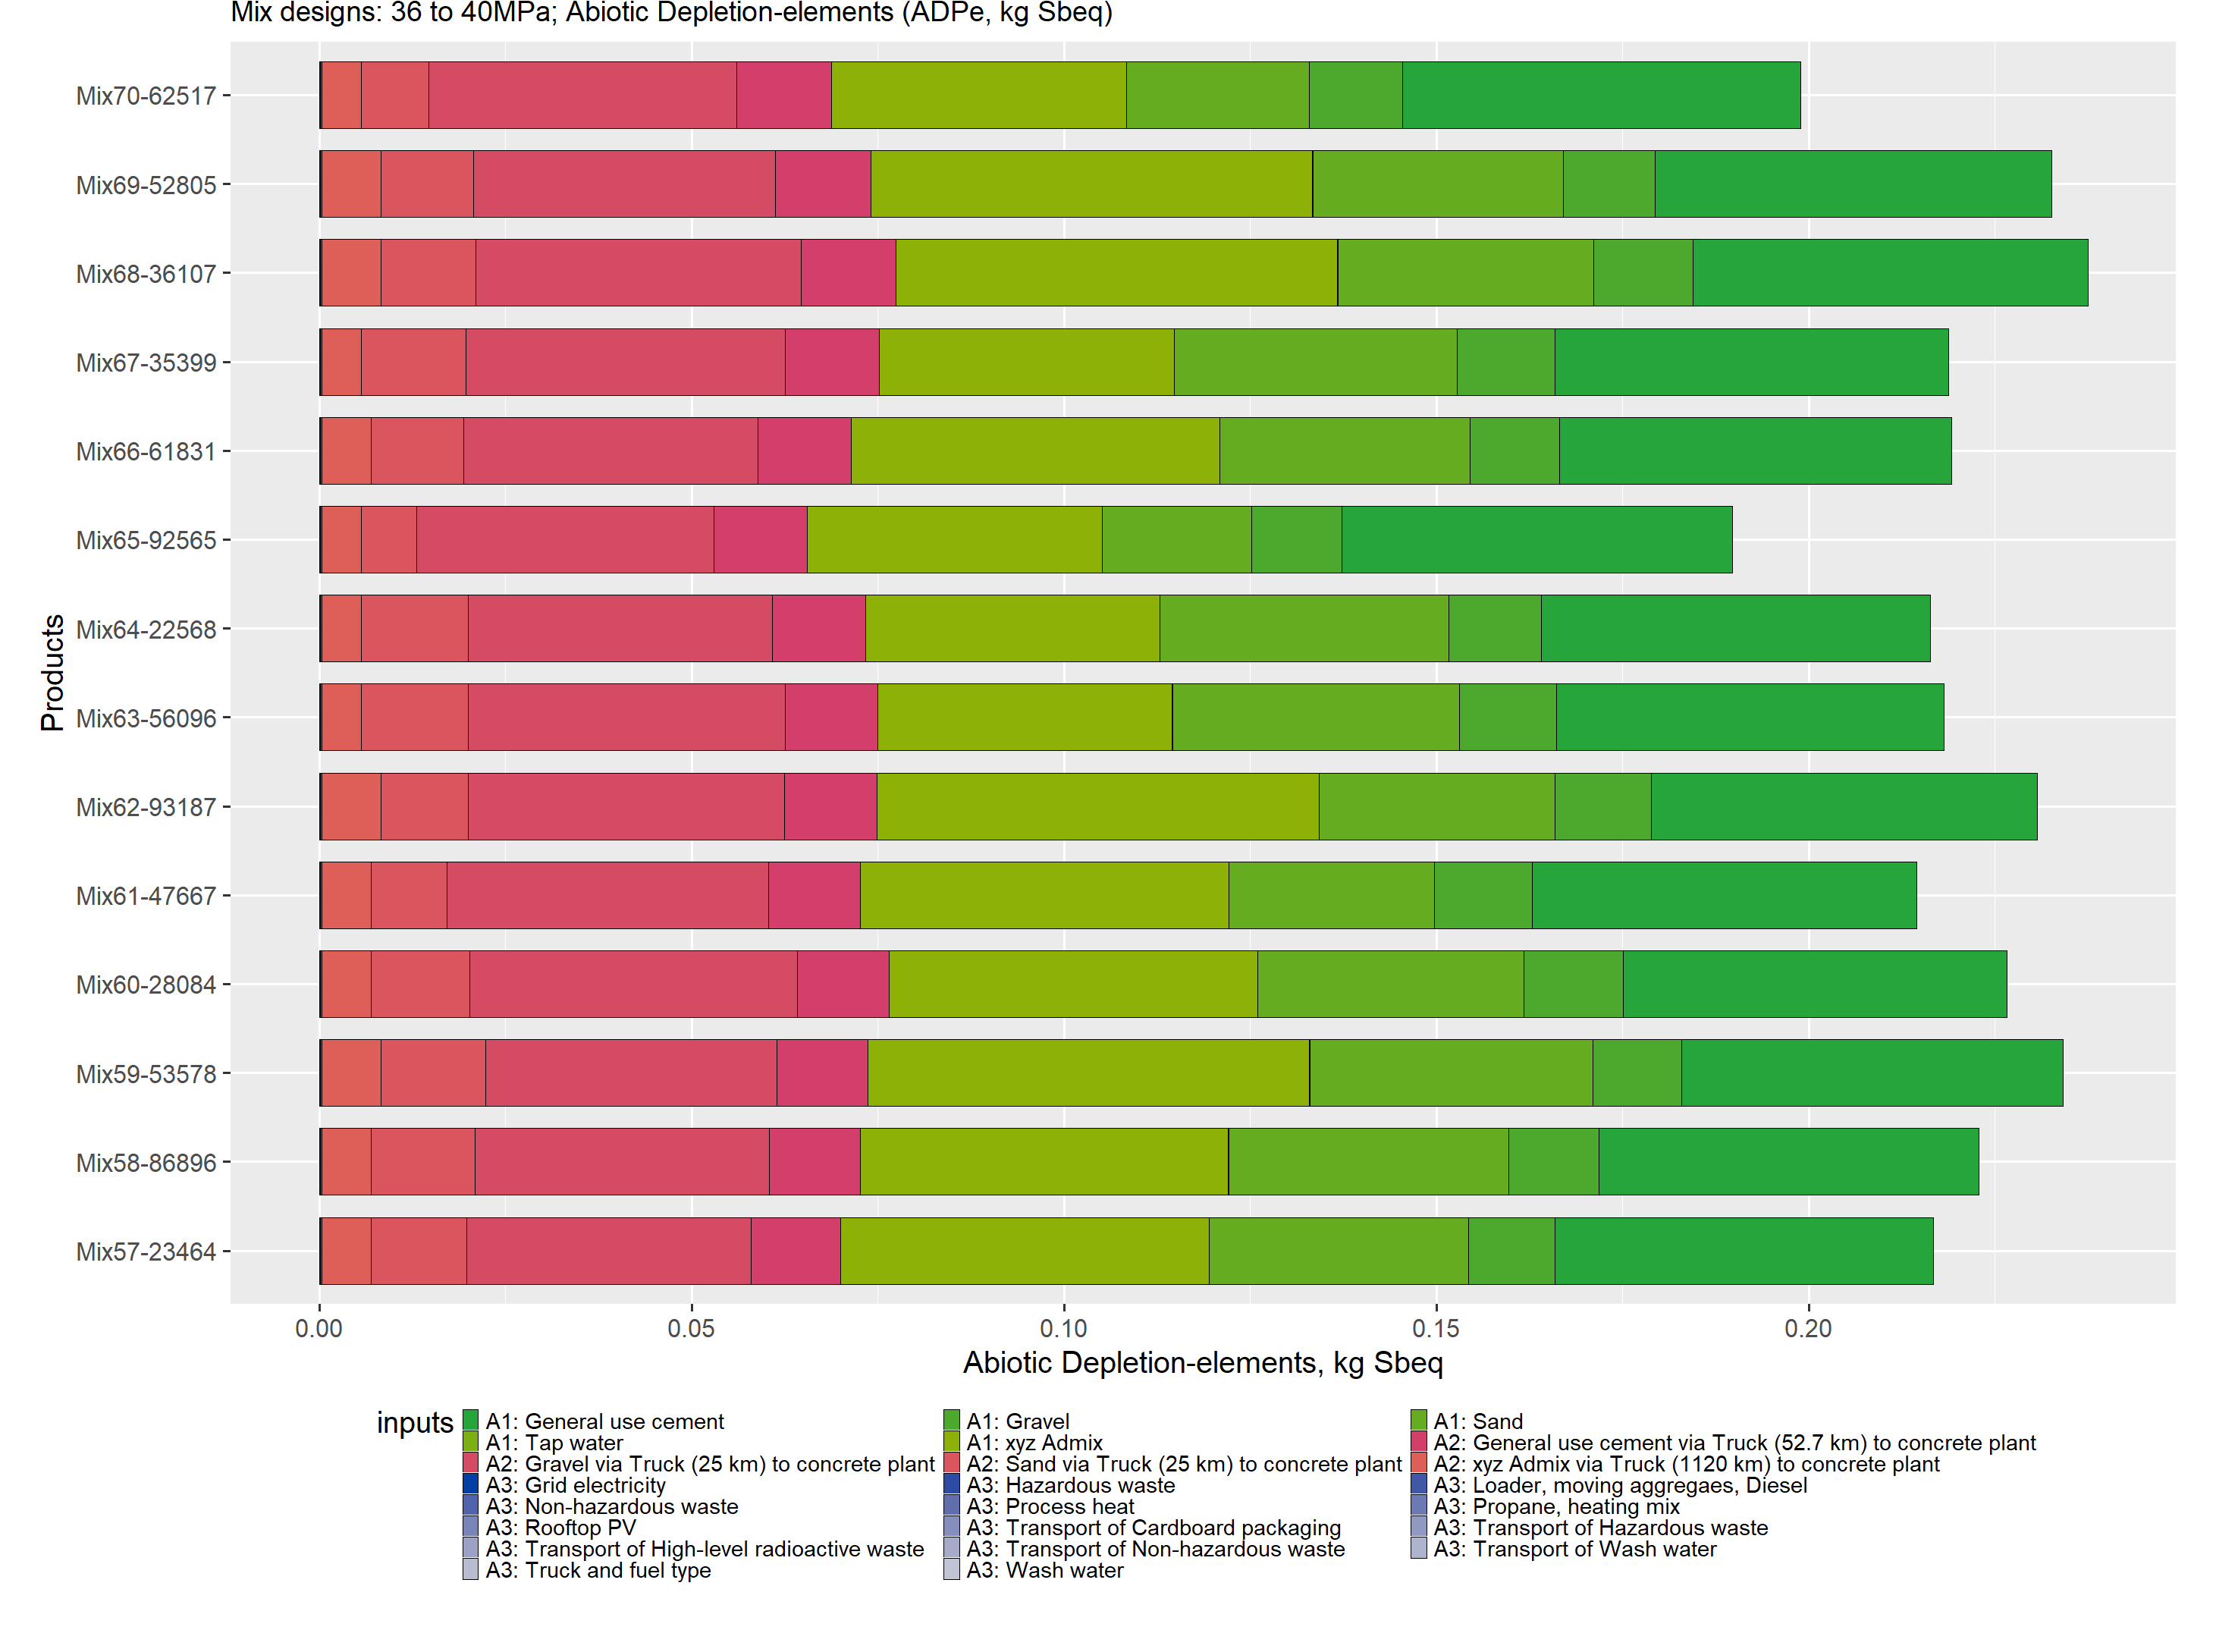 Mix designs: 36 to 40MPa; Abiotic Depletion-elements (ADPe, kg Sbeq)
Mix70-62517
Mix69-52805
Mix68-36107
Mix67-35399
Mix66-61831
Mix65-92565
Mix64-22568
Mix63-56096
Mix62-93187
Mix61-47667
Mix60-28084
Mix59-53578
Mix58-86896
Mix57-23464
Products
0.00 0.05 0.10 0.15 0.20
Abiotic Depletion-elements, kg Sbeq
inputs
A1: General use cement A1: Gravel A1: Sand
A1: Tap water A1: xyz Admix A2: General use cement via Truck (52.7 km) to concrete plant
A2: Gravel via Truck (25 km) to concrete plant A2: Sand via Truck (25 km) to concrete plant A2: xyz Admix via Truck (1120 km) to concrete plant
A3: Grid electricity A3: Hazardous waste A3: Loader, moving aggregaes, Diesel
A3: Non-hazardous waste A3: Process heat A3: Propane, heating mix
A3: Rooftop PV A3: Transport of Cardboard packaging A3: Transport of Hazardous waste
A3: Transport of High-level radioactive waste A3: Transport of Non-hazardous waste A3: Transport of Wash water
A3: Truck and fuel type A3: Wash water